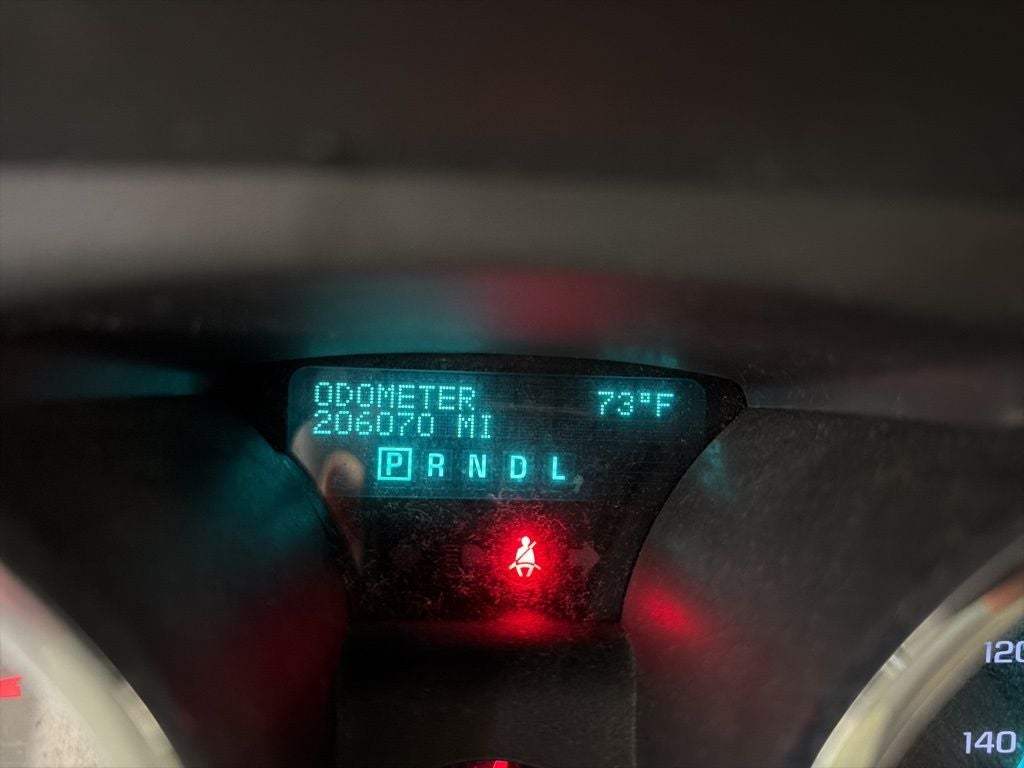 ODOMETER 73°F
206070 MI
P R N D L
120
140